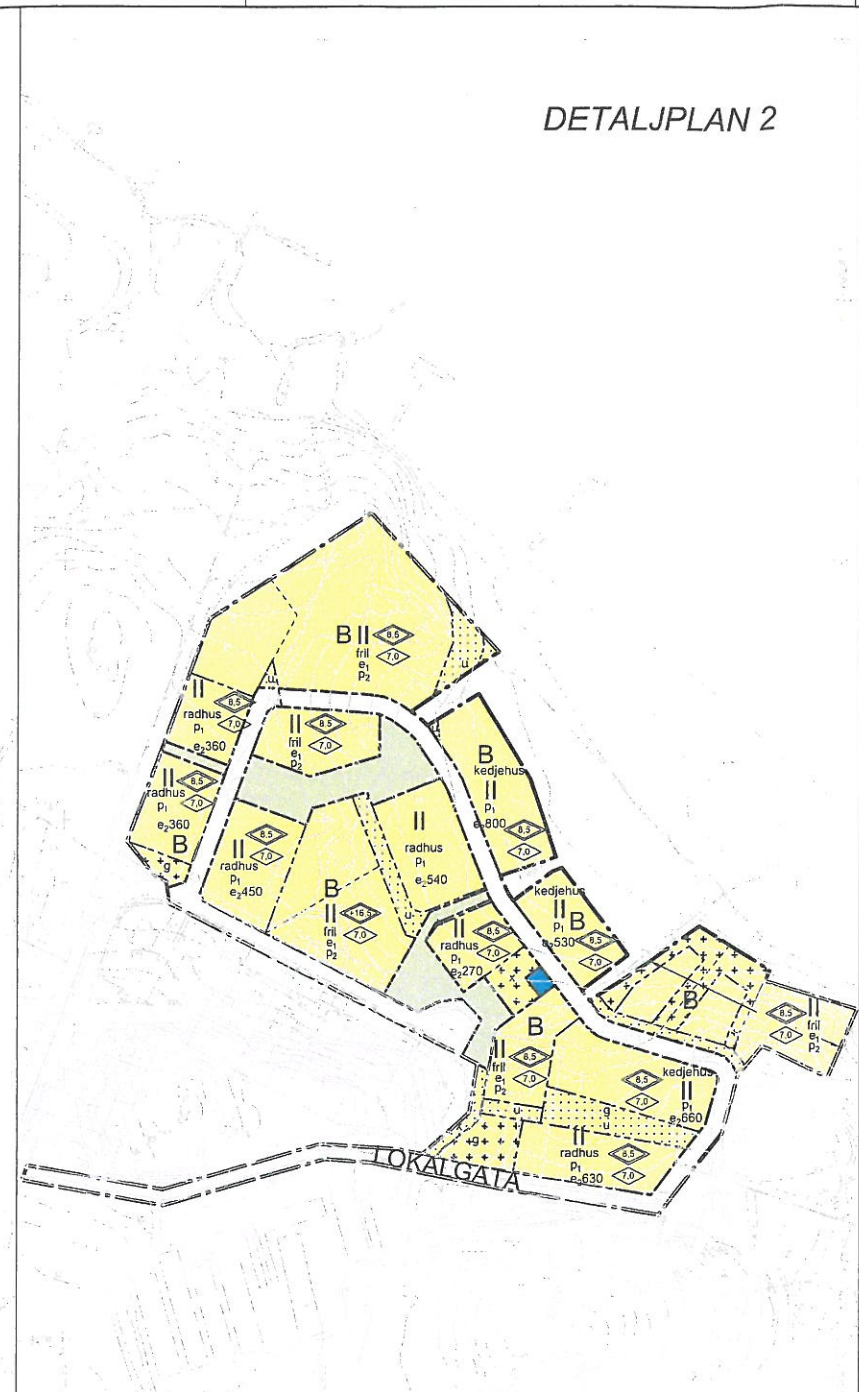 DETALJPLAN 2
B II 8,5
fril 7,0
e₁
p₂
u
u
II 8,5
radhus 7,0
p₁
e₂360
II 8,5
fril 7,0
e₁
p₂
B
kedjehus
II
p₁
e₂800 8,5
7,0
II 8,5
radhus 7,0
p₁
e₂360
B
g
II 8,5
radhus 7,0
p₁
e₂450
II
radhus
p₁
e₂540
B
II +16,5
fril 7,0
e₁
p₂
u
kedjehus
II B
p₁
e₂530 8,5
7,0
II 8,5
radhus 7,0
p₁
e₂270
x
B
8,5 II
7,0 fril
e₁
p₂
B
II 8,5
fril 7,0
e₁
p₂
kedjehus
8,5 II
7,0 p₁
e₂660
u
g
u
g
II
radhus 8,5
p₁ 7,0
e₂630
LOKALGATA